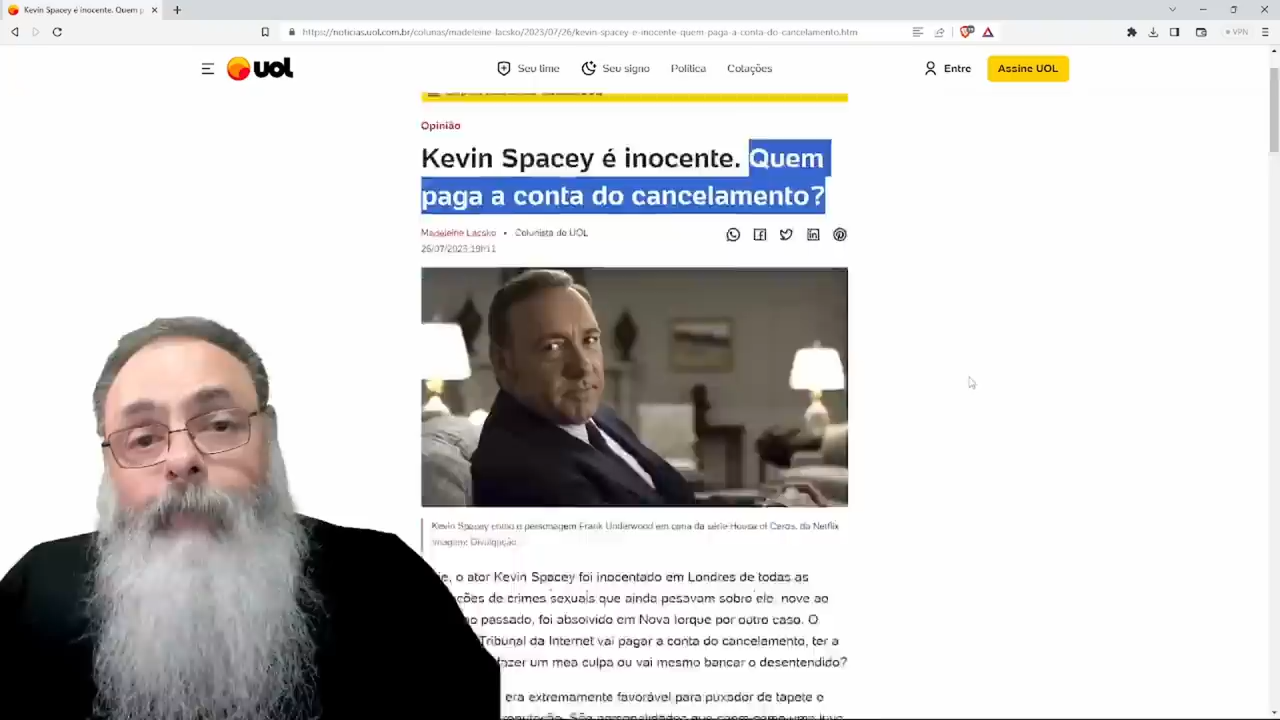 Kevin Spacey é inocente. Quem p
https://noticias.uol.com.br/colunas/madeleine-lacsko/2023/07/26/kevin-spacey-e-inocente-quem-paga-a-conta-do-cancelamento.htm
VPN
UOL
Seu time
Seu signo
Política
Cotações
Entre
Assine UOL
Opinião
Kevin Spacey é inocente. Quem
paga a conta do cancelamento?
Madeleine Lacsko • Colunista do UOL
26/07/2023 19h11
Kevin Spacey como o personagem Frank Underwood em cena da série House of Cards, da Netflix
Imagem: Divulgação
o ator Kevin Spacey foi inocentado em Londres de todas as
de crimes sexuais que ainda pesavam sobre ele.
passado, foi absolvido em Nova Iorque por outro caso. O
Tribunal da Internet vai pagar a conta do cancelamento, ter a
fazer um mea culpa ou vai mesmo bancar o desentendido?
era extremamente favorável para puxador de tapete e